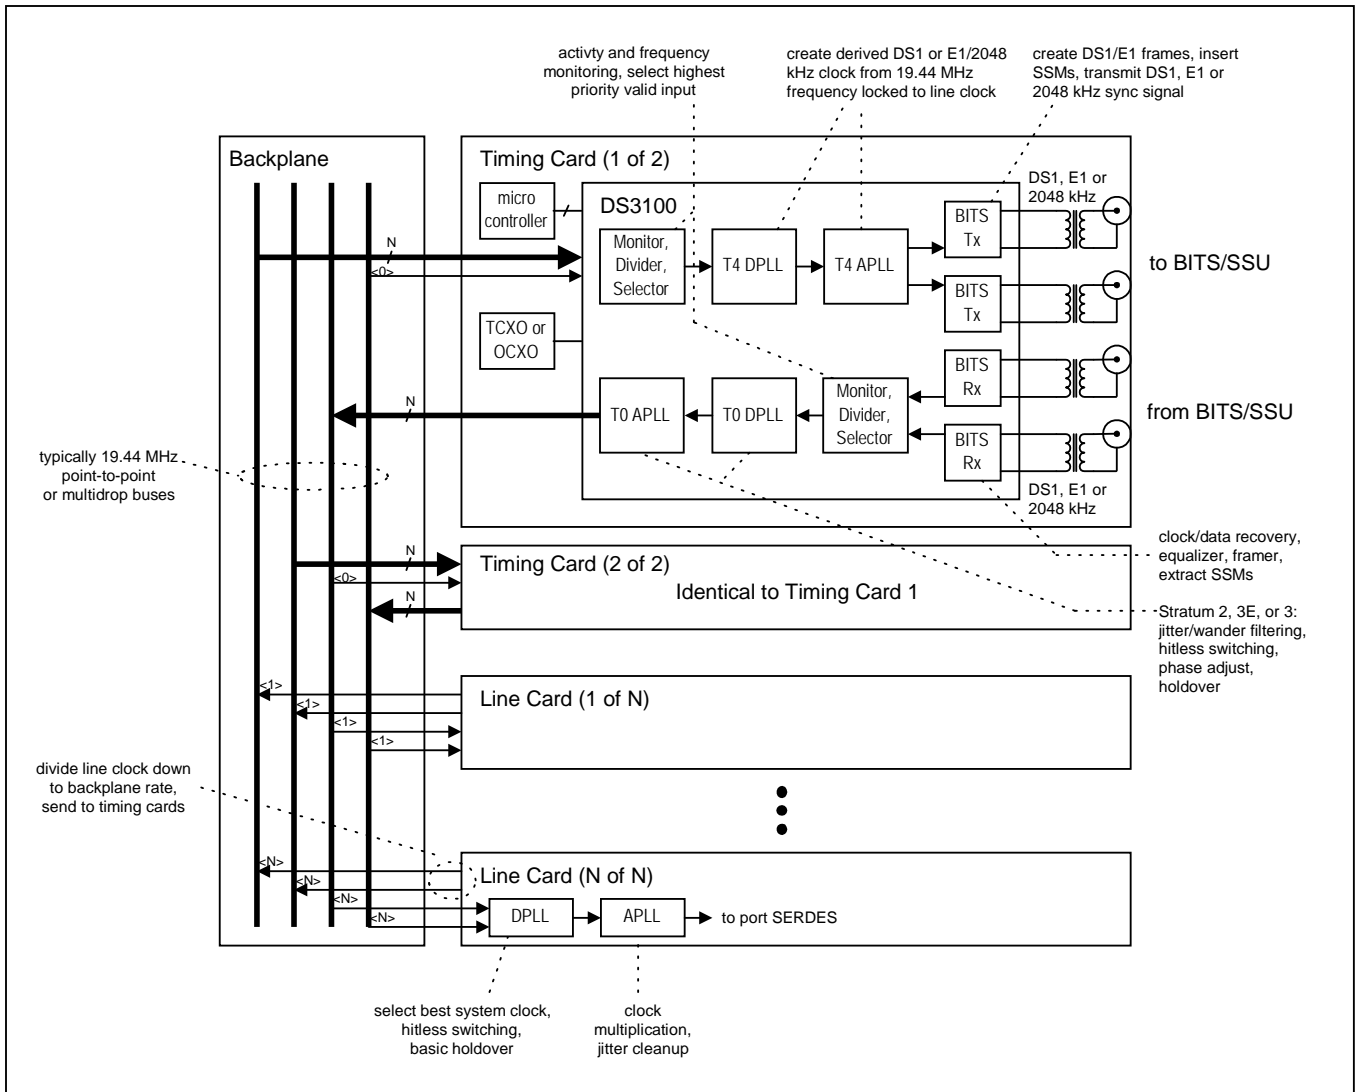 activty and frequency
monitoring, select highest
priority valid input
create derived DS1 or E1/2048
kHz clock from 19.44 MHz
frequency locked to line clock
create DS1/E1 frames, insert
SSMs, transmit DS1, E1 or
2048 kHz sync signal
Backplane
Timing Card (1 of 2)
micro
controller
DS3100
DS1, E1 or
2048 kHz
Monitor,
Divider,
Selector
T4 DPLL
T4 APLL
BITS
Tx
BITS
Tx
to BITS/SSU
N
<0>
TCXO or
OCXO
BITS
Rx
BITS
Rx
T0 APLL
T0 DPLL
Monitor,
Divider,
Selector
from BITS/SSU
N
DS1, E1 or
2048 kHz
typically 19.44 MHz
point-to-point
or multidrop buses
clock/data recovery,
equalizer, framer,
extract SSMs
Timing Card (2 of 2)
Identical to Timing Card 1
N
<0>
N
Stratum 2, 3E, or 3:
jitter/wander filtering,
hitless switching,
phase adjust,
holdover
Line Card (1 of N)
<1>
<1>
<1>
<1>
divide line clock down
to backplane rate,
send to timing cards
Line Card (N of N)
<N>
<N>
<N>
<N>
DPLL
APLL
to port SERDES
select best system clock,
hitless switching,
basic holdover
clock
multiplication,
jitter cleanup